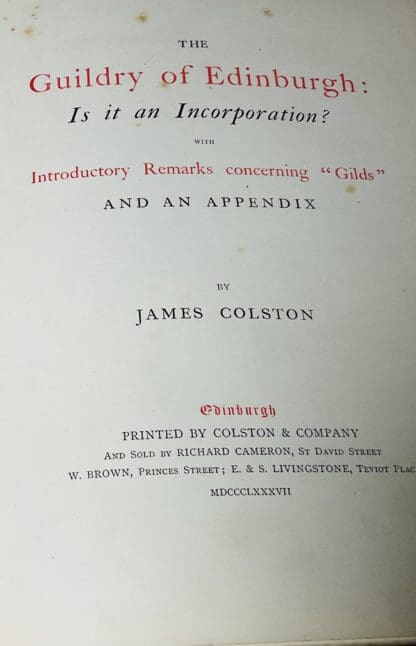 THE
Guildry of Edinburgh:
Is it an Incorporation?
WITH
Introductory Remarks concerning "Gilds"
AND AN APPENDIX
BY
JAMES COLSTON
Edinburgh
PRINTED BY COLSTON & COMPANY
AND SOLD BY RICHARD CAMERON, ST DAVID STREET
W. BROWN, PRINCES STREET; E. & S. LIVINGSTONE, TEVIOT PLAC
MDCCCLXXXVII